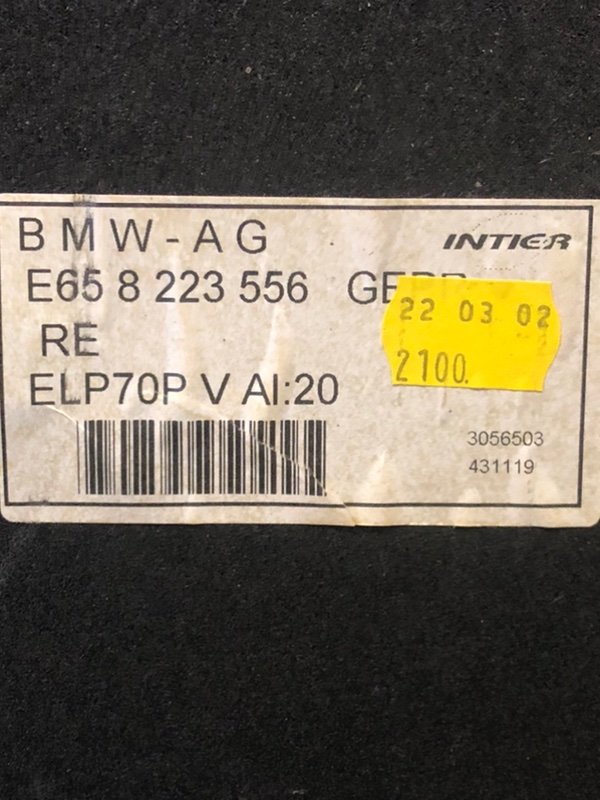 BMW-AG
INTIER
E65 8 223 556
22 03 02
RE
2100.
ELP70P V AI:20
3056503
431119